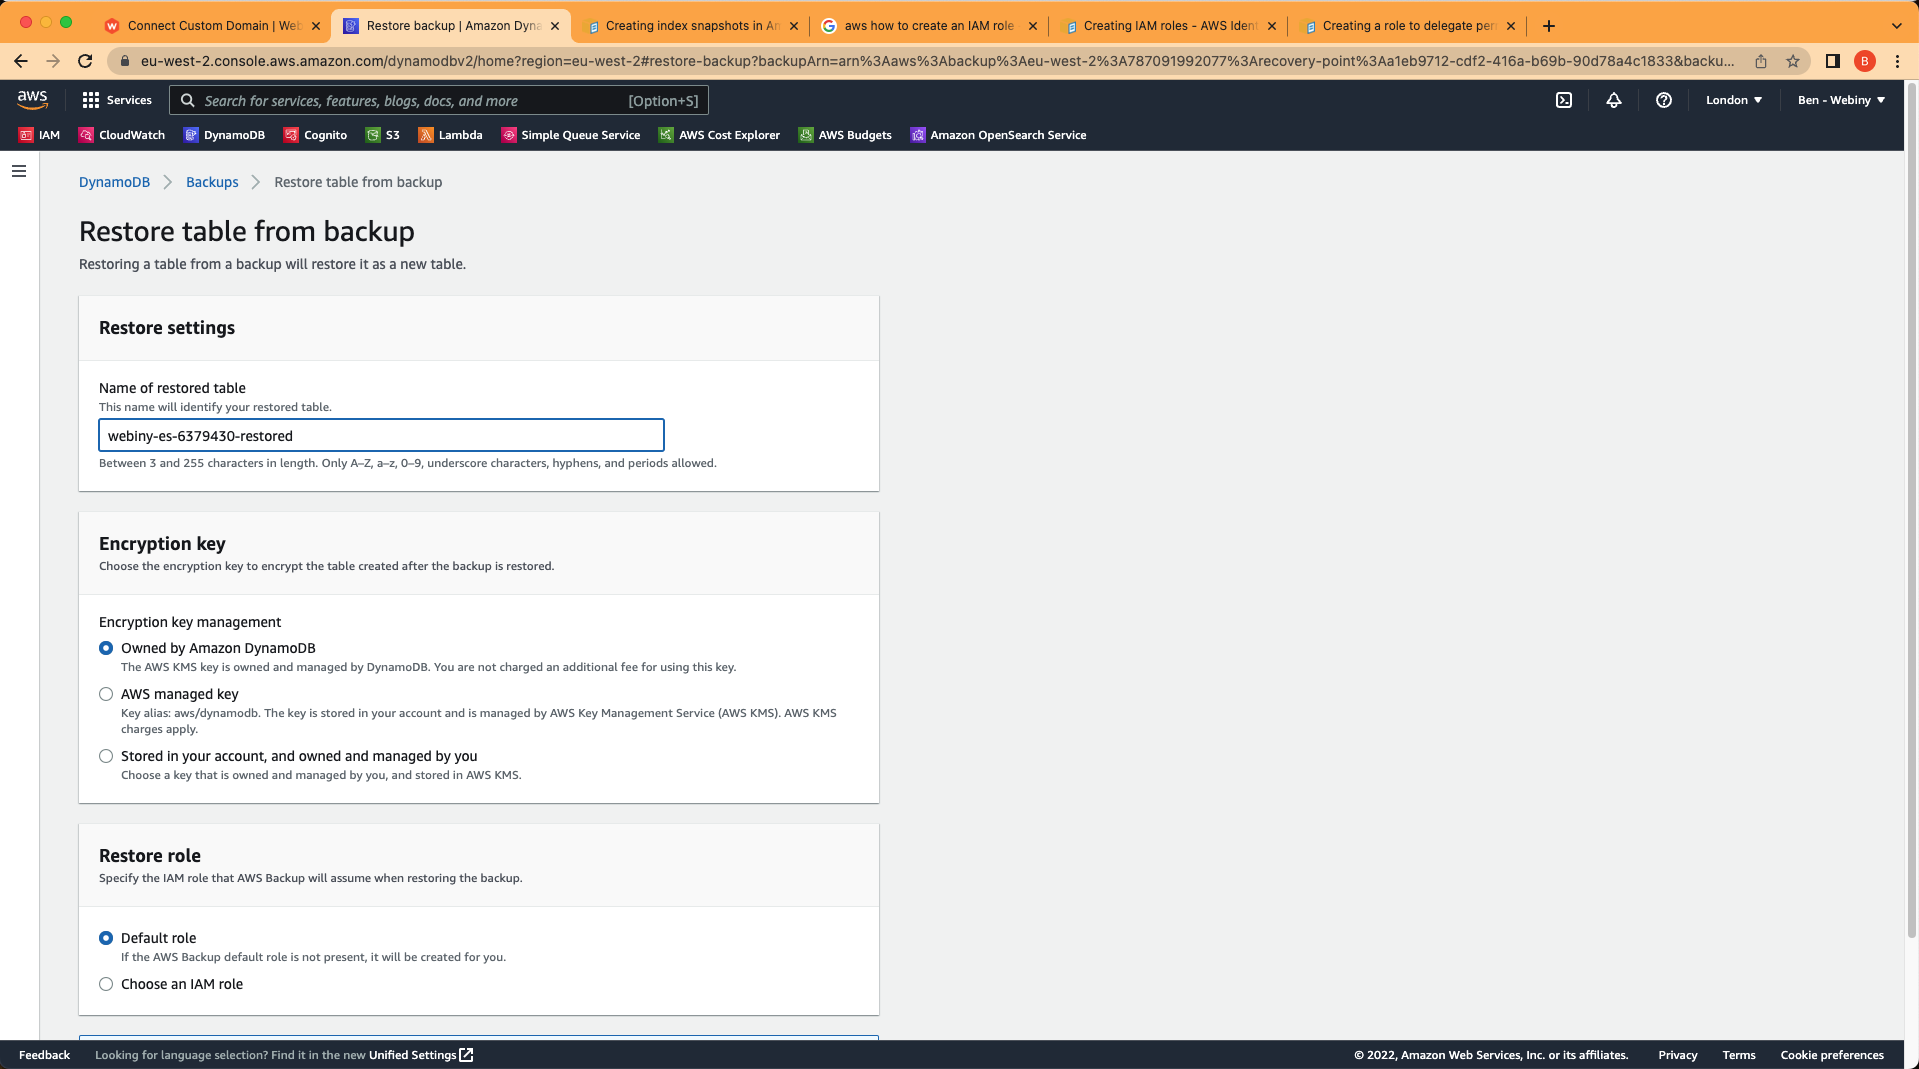 Connect Custom Domain | Web
Restore backup | Amazon Dyna
Creating index snapshots in Am
aws how to create an IAM role
Creating IAM roles - AWS Ident
Creating a role to delegate perm
eu-west-2.console.aws.amazon.com/dynamodbv2/home?region=eu-west-2#restore-backup?backupArn=arn%3Aaws%3Abackup%3Aeu-west-2%3A787091992077%3Arecovery-point%3Aa1eb9712-cdf2-416a-b69b-90d78a4c1833&backu...
B
aws
Services
Search for services, features, blogs, docs, and more
[Option+S]
London
Ben - Webiny
IAM
CloudWatch
DynamoDB
Cognito
S3
Lambda
Simple Queue Service
AWS Cost Explorer
AWS Budgets
Amazon OpenSearch Service
DynamoDB
Backups
Restore table from backup
Restore table from backup
Restoring a table from a backup will restore it as a new table.
Restore settings
Name of restored table
This name will identify your restored table.
webiny-es-6379430-restored
Between 3 and 255 characters in length. Only A–Z, a–z, 0–9, underscore characters, hyphens, and periods allowed.
Encryption key
Choose the encryption key to encrypt the table created after the backup is restored.
Encryption key management
Owned by Amazon DynamoDB
The AWS KMS key is owned and managed by DynamoDB. You are not charged an additional fee for using this key.
AWS managed key
Key alias: aws/dynamodb. The key is stored in your account and is managed by AWS Key Management Service (AWS KMS). AWS KMS
charges apply.
Stored in your account, and owned and managed by you
Choose a key that is owned and managed by you, and stored in AWS KMS.
Restore role
Specify the IAM role that AWS Backup will assume when restoring the backup.
Default role
If the AWS Backup default role is not present, it will be created for you.
Choose an IAM role
Feedback
Looking for language selection? Find it in the new Unified Settings
© 2022, Amazon Web Services, Inc. or its affiliates.
Privacy
Terms
Cookie preferences